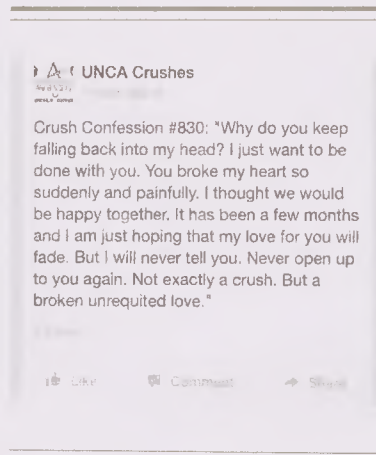 UNCA Crushes
Crush Confession #830: "Why do you keep
falling back into my head? I just want to be
done with you. You broke my heart so
suddenly and painfully. I thought we would
be happy together. It has been a few months
and I am just hoping that my love for you will
fade. But I will never tell you. Never open up
to you again. Not exactly a crush. But a
broken unrequited love."
Like Comment Share